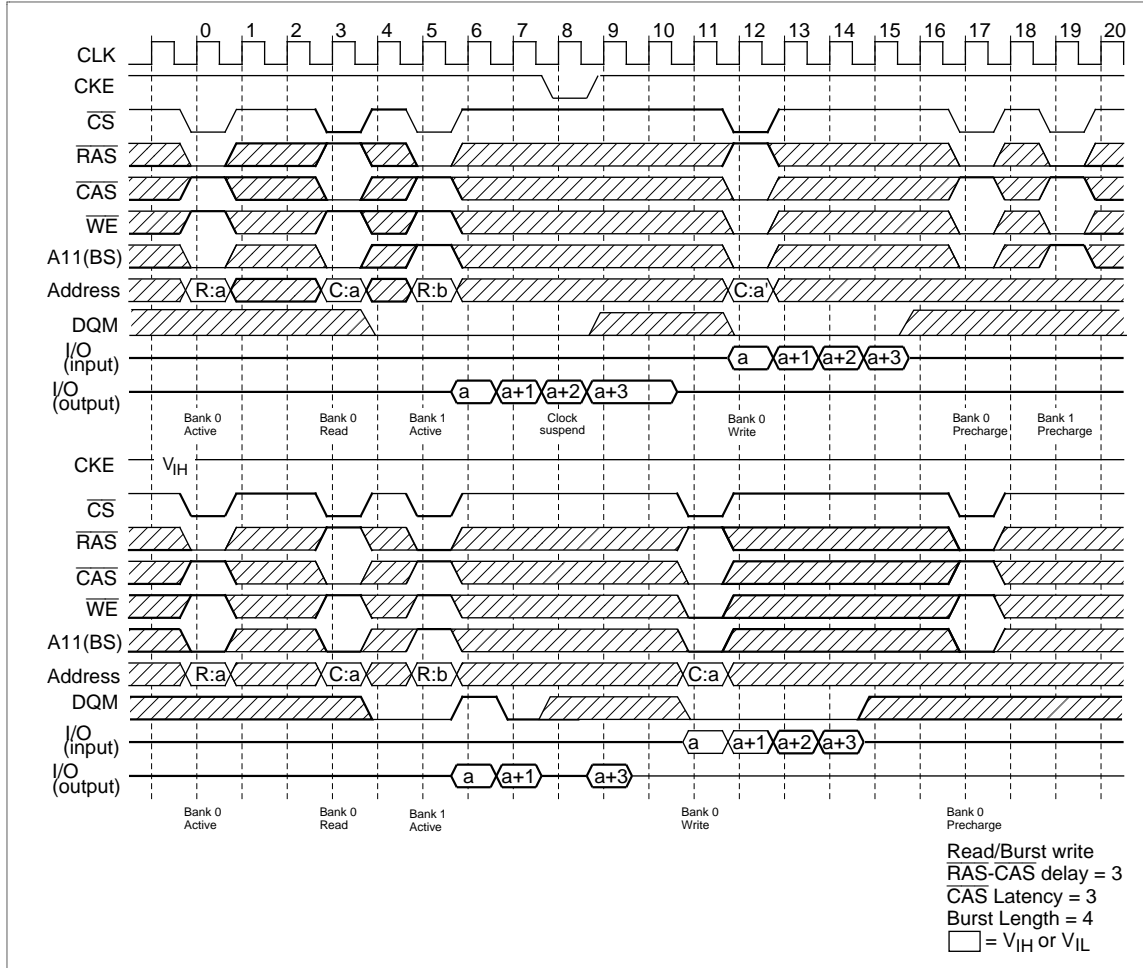 0 1 2 3 4 5 6 7 8 9 10 11 12 13 14 15 16 17 18 19 20
CLK
CKE
CS
RAS
CAS
WE
A11(BS)
Address R:a C:a R:b C:a'
DQM
I/O
(input) a a+1 a+2 a+3
I/O
(output) a a+1 a+2 a+3
Bank 0 Bank 0 Bank 1 Clock Bank 0 Bank 0 Bank 1
Active Read Active suspend Write Precharge Precharge
CKE VIH
CS
RAS
CAS
WE
A11(BS)
Address R:a C:a R:b C:a
DQM
I/O
(input) a a+1 a+2 a+3
I/O
(output) a a+1 a+3
Bank 0 Bank 0 Bank 1 Bank 0 Bank 0
Active Read Active Write Precharge
Read/Burst write
RAS-CAS delay = 3
CAS Latency = 3
Burst Length = 4
= VIH or VIL